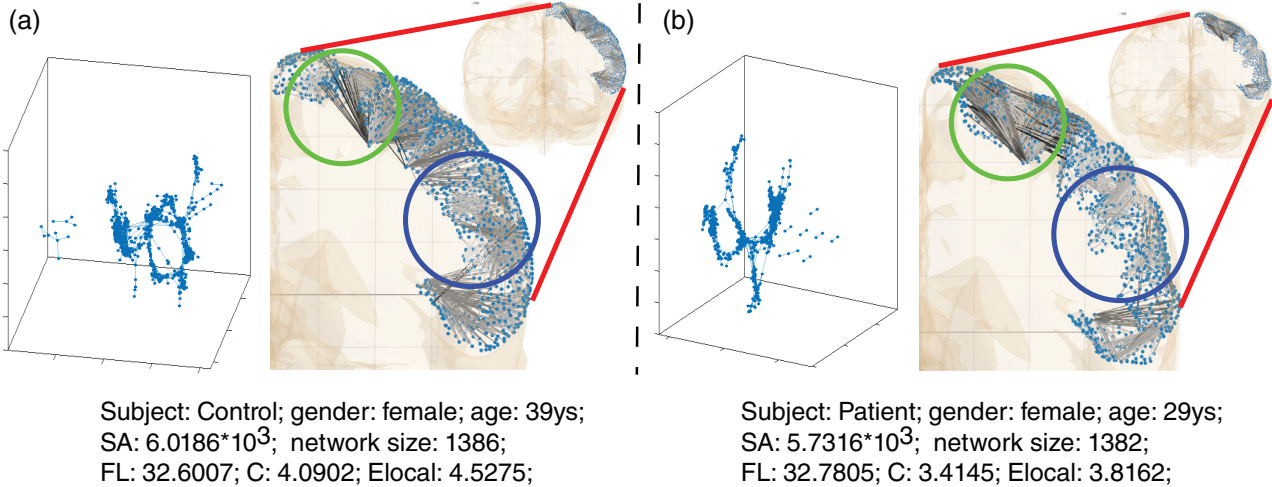 (a)
(b)
Subject: Control; gender: female; age: 39ys;
SA: 6.0186*10³; network size: 1386;
FL: 32.6007; C: 4.0902; Elocal: 4.5275;
Subject: Patient; gender: female; age: 29ys;
SA: 5.7316*10³; network size: 1382;
FL: 32.7805; C: 3.4145; Elocal: 3.8162;